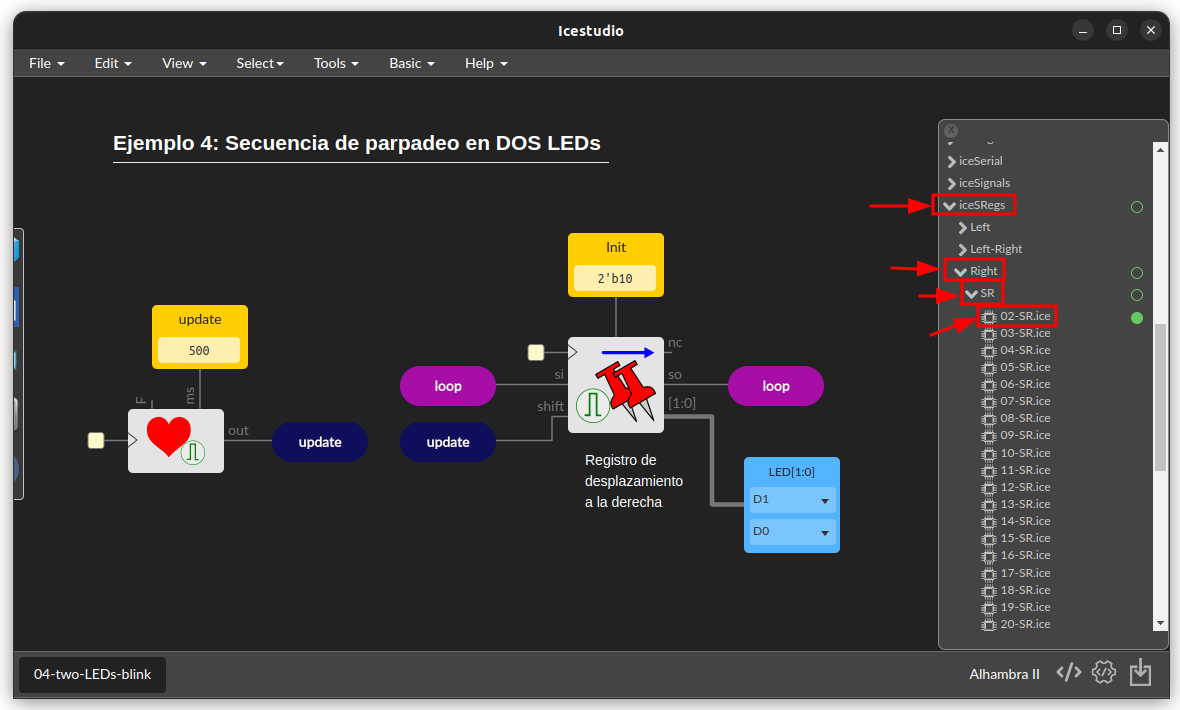 Icestudio
File
Edit
View
Select
Tools
Basic
Help
Ejemplo 4: Secuencia de parpadeo en DOS LEDs
update
500
F
ms
out
update
Init
2'b10
nc
si
so
shift
[1:0]
loop
update
loop
Registro de
desplazamiento
a la derecha
LED[1:0]
D1
D0
X
iceSerial
iceSignals
iceSRegs
Left
Left-Right
Right
SR
02-SR.ice
03-SR.ice
04-SR.ice
05-SR.ice
06-SR.ice
07-SR.ice
08-SR.ice
09-SR.ice
10-SR.ice
11-SR.ice
12-SR.ice
13-SR.ice
14-SR.ice
15-SR.ice
16-SR.ice
17-SR.ice
18-SR.ice
19-SR.ice
20-SR.ice
04-two-LEDs-blink
Alhambra II